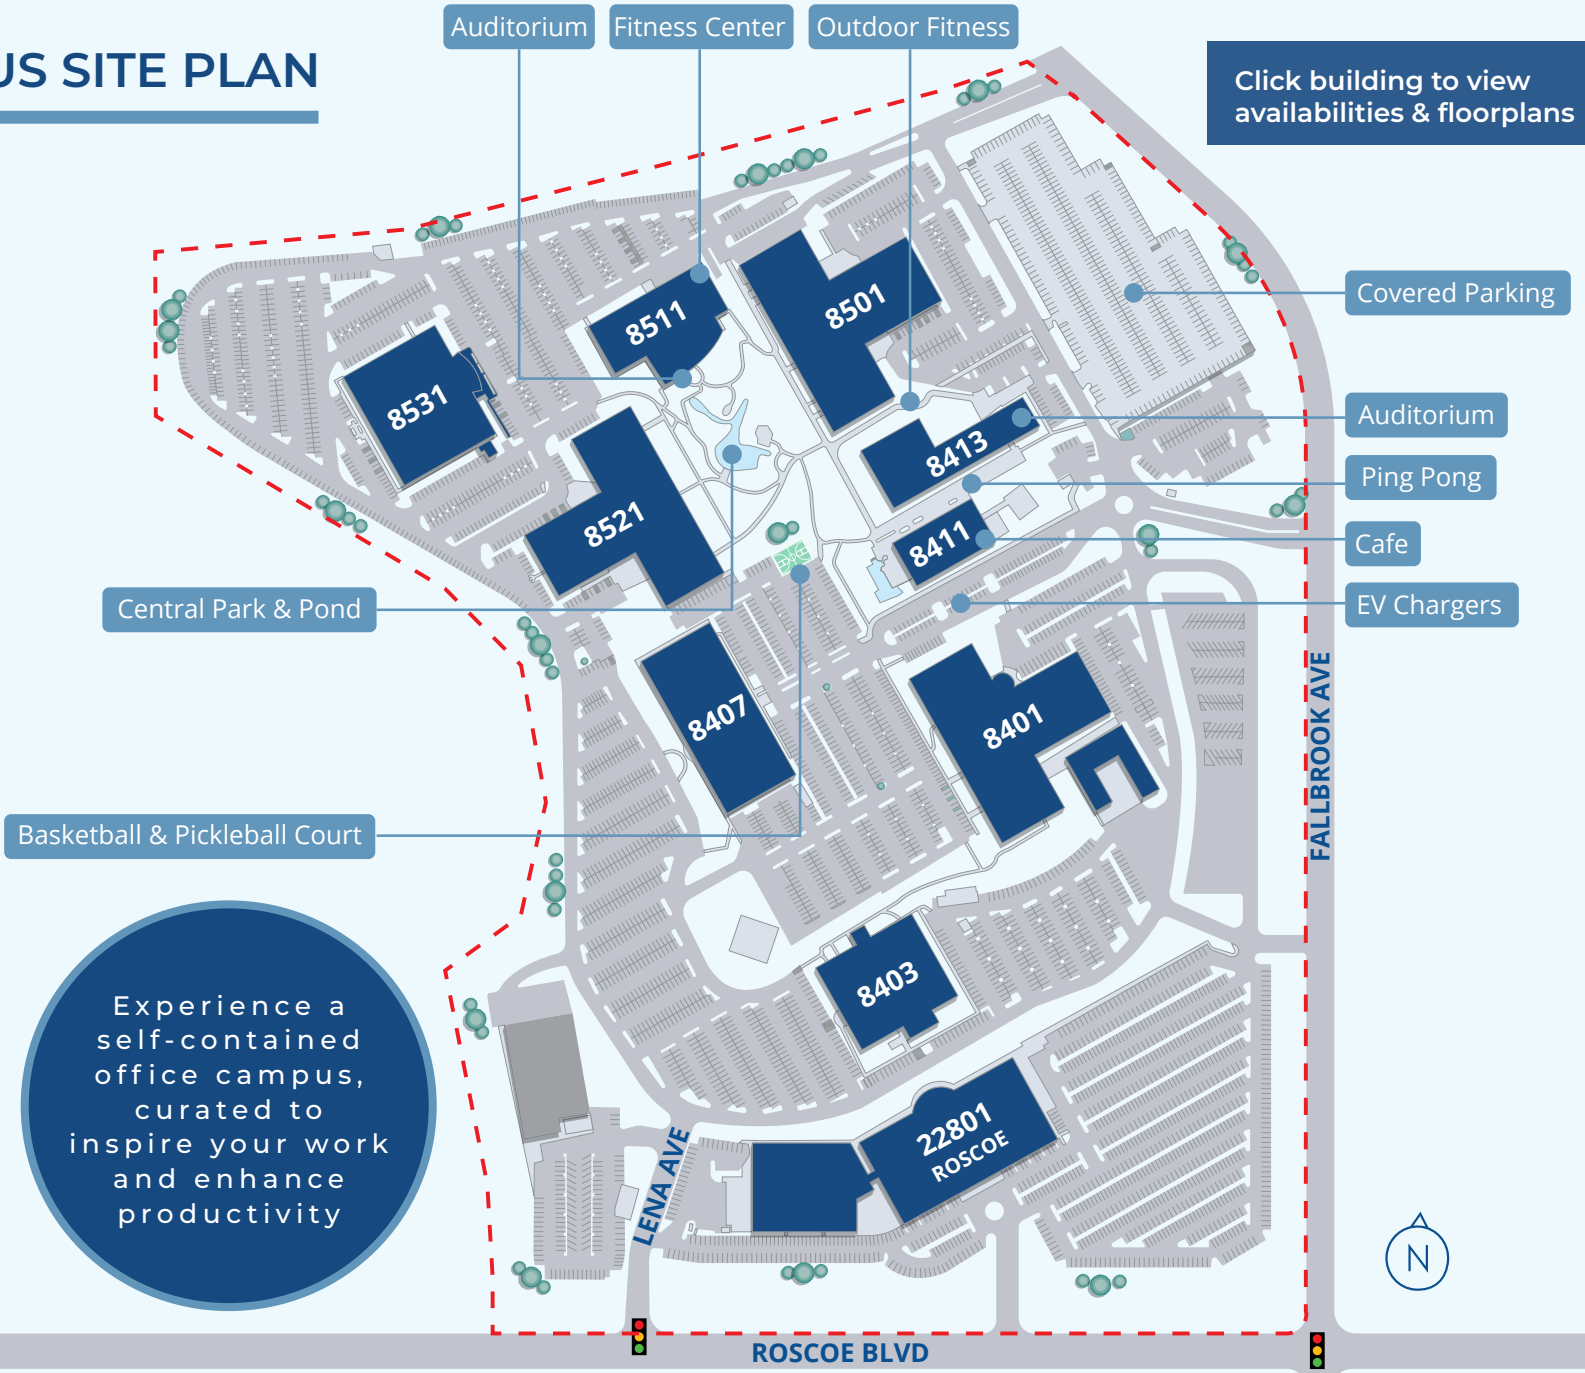 US SITE PLAN
Auditorium
Fitness Center
Outdoor Fitness
Click building to view
availabilities & floorplans
Covered Parking
Auditorium
Ping Pong
Cafe
EV Chargers
Central Park & Pond
Basketball & Pickleball Court
8501
8511
8531
8413
8521
8411
8407
8401
8403
22801
ROSCOE
FALLBROOK AVE
LENA AVE
ROSCOE BLVD
Experience a
self-contained
office campus,
curated to
inspire your work
and enhance
productivity
N